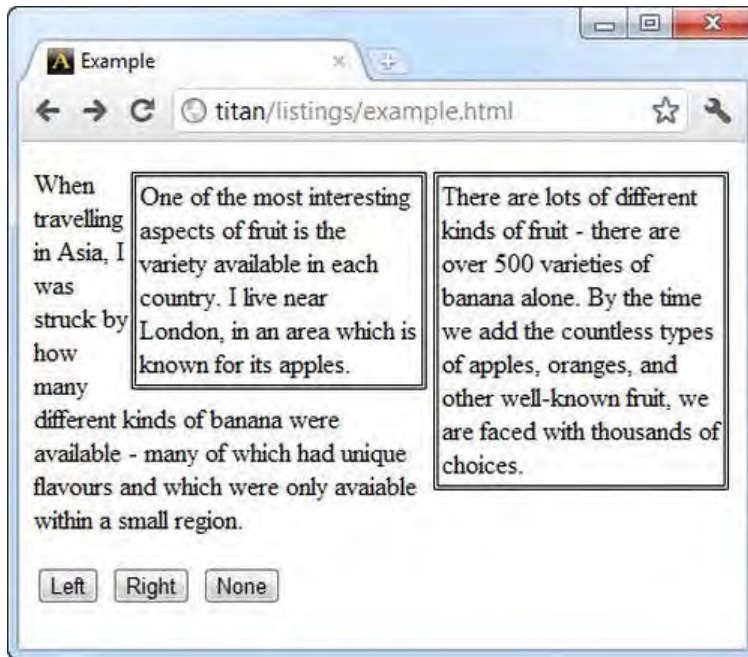 Example
titan/listings/example.html
When
travelling
in Asia, I
was
struck by
how
many
different kinds of banana were
available - many of which had unique
flavours and which were only avaiable
within a small region.
One of the most interesting
aspects of fruit is the
variety available in each
country. I live near
London, in an area which is
known for its apples.
There are lots of different
kinds of fruit - there are
over 500 varieties of
banana alone. By the time
we add the countless types
of apples, oranges, and
other well-known fruit, we
are faced with thousands of
choices.
Left Right None